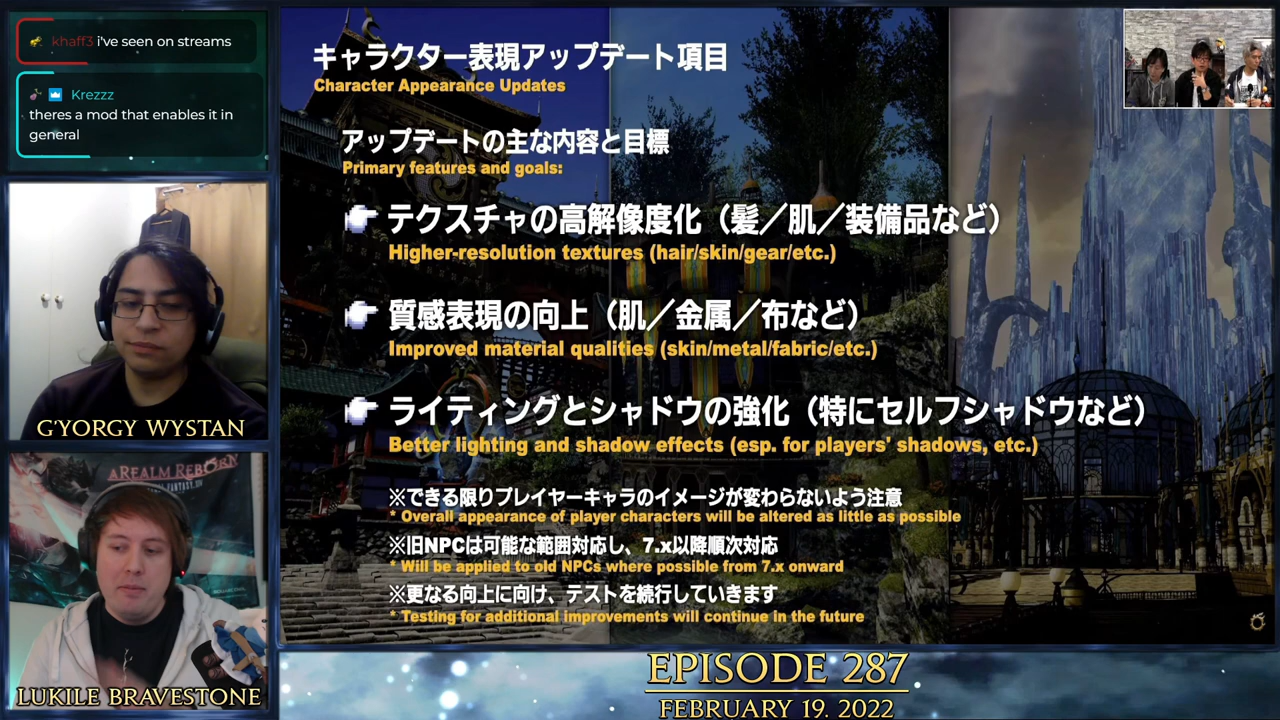 khaff3 i've seen on streams
Krezzz
theres a mod that enables it in
general
G'YORGY WYSTAN
A REALM REBORN
FINAL FANTASY XIV
LUKILE BRAVESTONE
キャラクター表現アップデート項目
Character Appearance Updates
アップデートの主な内容と目標
Primary features and goals:
テクスチャの高解像度化（髪／肌／装備品など）
Higher-resolution textures (hair/skin/gear/etc.)
質感表現の向上（肌／金属／布など）
Improved material qualities (skin/metal/fabric/etc.)
ライティングとシャドウの強化（特にセルフシャドウなど）
Better lighting and shadow effects (esp. for players' shadows, etc.)
※できる限りプレイヤーキャラのイメージが変わらないよう注意
* Overall appearance of player characters will be altered as little as possible
※旧NPCは可能な範囲対応し、7.x以降順次対応
* Will be applied to old NPCs where possible from 7.x onward
※更なる向上に向け、テストを続行していきます
* Testing for additional improvements will continue in the future
EPISODE 287
FEBRUARY 19, 2022